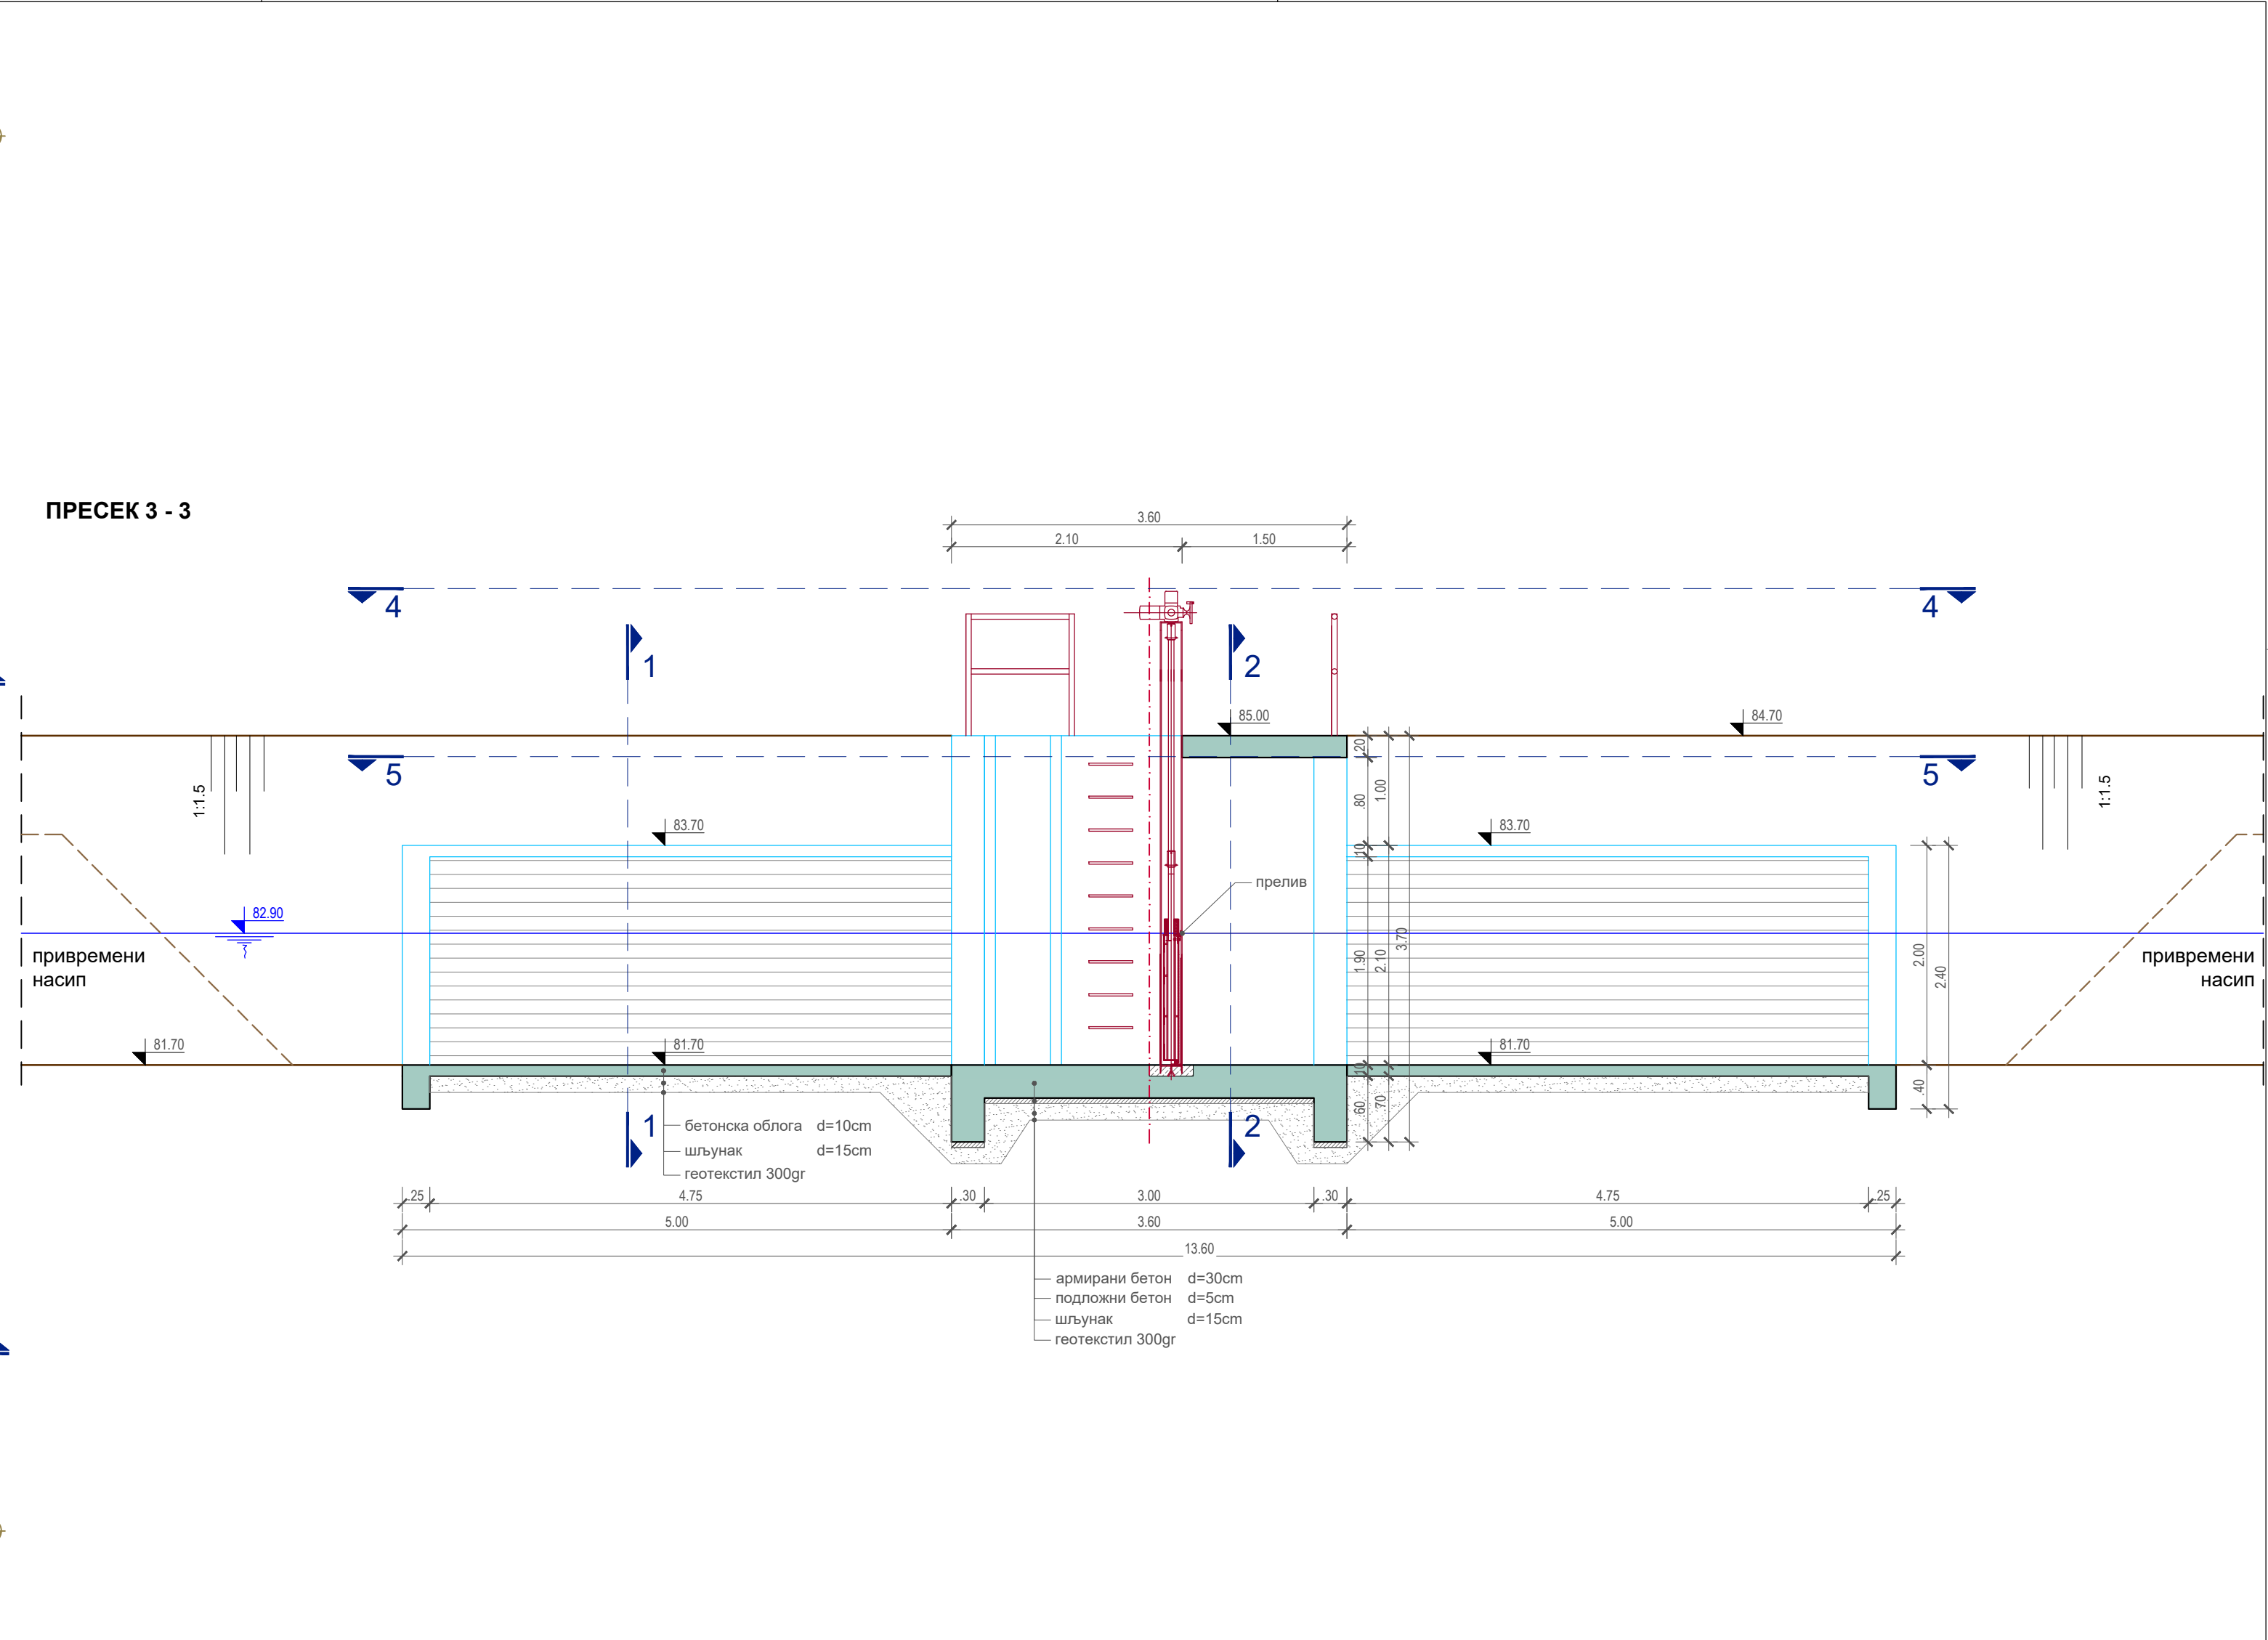 ПРЕСЕК 3 - 3
3.60
2.10 1.50
4 4
1 2
85.00 84.70
5 5
1:1.5 1:1.5
.20
.80 1.00
83.70 83.70
.10
прелив
82.90
привремени
насип
1.90 2.10 3.70
2.00 2.40
привремени
насип
81.70 81.70 81.70
.10
.60 .70
.40
1 2
бетонска облога d=10cm
шљунак d=15cm
геотекстил 300gr
.25 4.75 .30 3.00 .30 4.75 .25
5.00 3.60 5.00
13.60
армирани бетон d=30cm
подложни бетон d=5cm
шљунак d=15cm
геотекстил 300gr